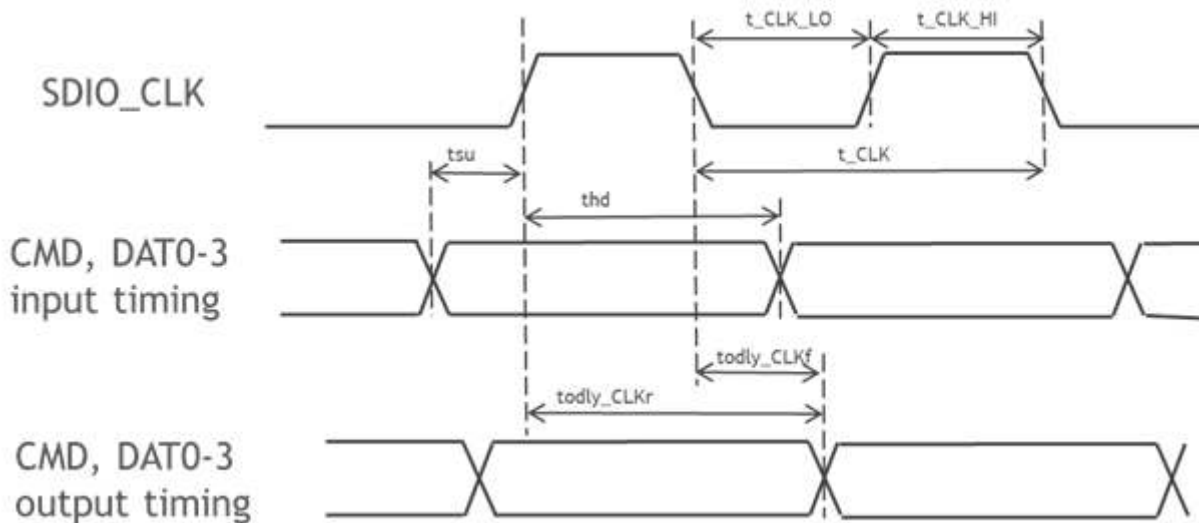 t_CLK_LO
t_CLK_HI
SDIO_CLK
tsu
t_CLK
thd
CMD, DAT0-3
input timing
todly_CLKf
todly_CLKr
CMD, DAT0-3
output timing